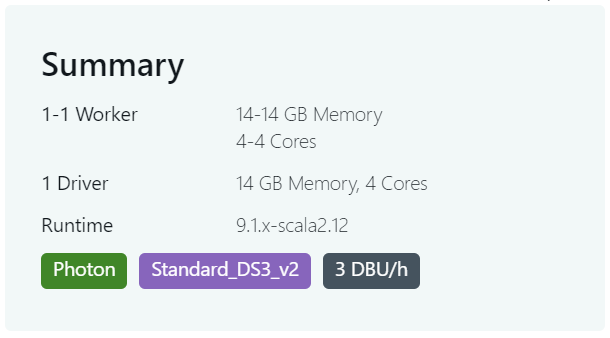 Summary
1-1 Worker 14-14 GB Memory
4-4 Cores
1 Driver 14 GB Memory, 4 Cores
Runtime 9.1.x-scala2.12
Photon Standard_DS3_v2 3 DBU/h